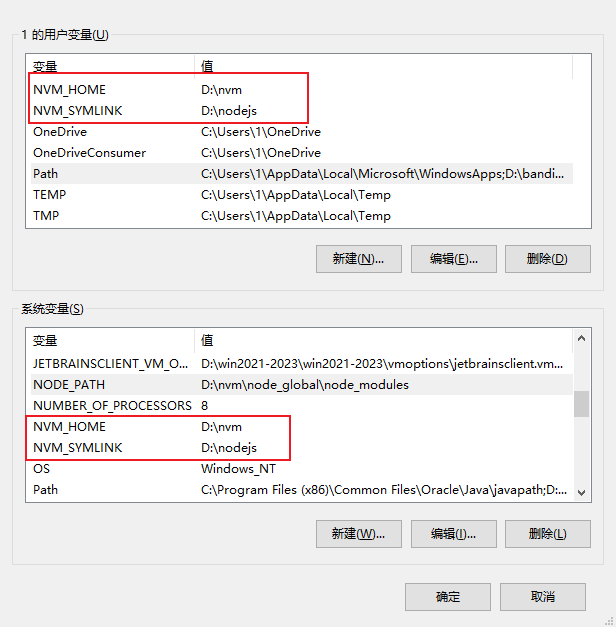 1 的用户变量(U)
变量 值
NVM_HOME D:\nvm
NVM_SYMLINK D:\nodejs
OneDrive C:\Users\1\OneDrive
OneDriveConsumer C:\Users\1\OneDrive
Path C:\Users\1\AppData\Local\Microsoft\WindowsApps;D:\bandi...
TEMP C:\Users\1\AppData\Local\Temp
TMP C:\Users\1\AppData\Local\Temp
新建(N)... 编辑(E)... 删除(D)
系统变量(S)
变量 值
JETBRAINSCLIENT_VM_O... D:\win2021-2023\win2021-2023\vmoptions\jetbrainsclient.vm...
NODE_PATH D:\nvm\node_global\node_modules
NUMBER_OF_PROCESSORS 8
NVM_HOME D:\nvm
NVM_SYMLINK D:\nodejs
OS Windows_NT
Path C:\Program Files (x86)\Common Files\Oracle\Java\javapath;D:...
新建(W)... 编辑(I)... 删除(L)
确定 取消